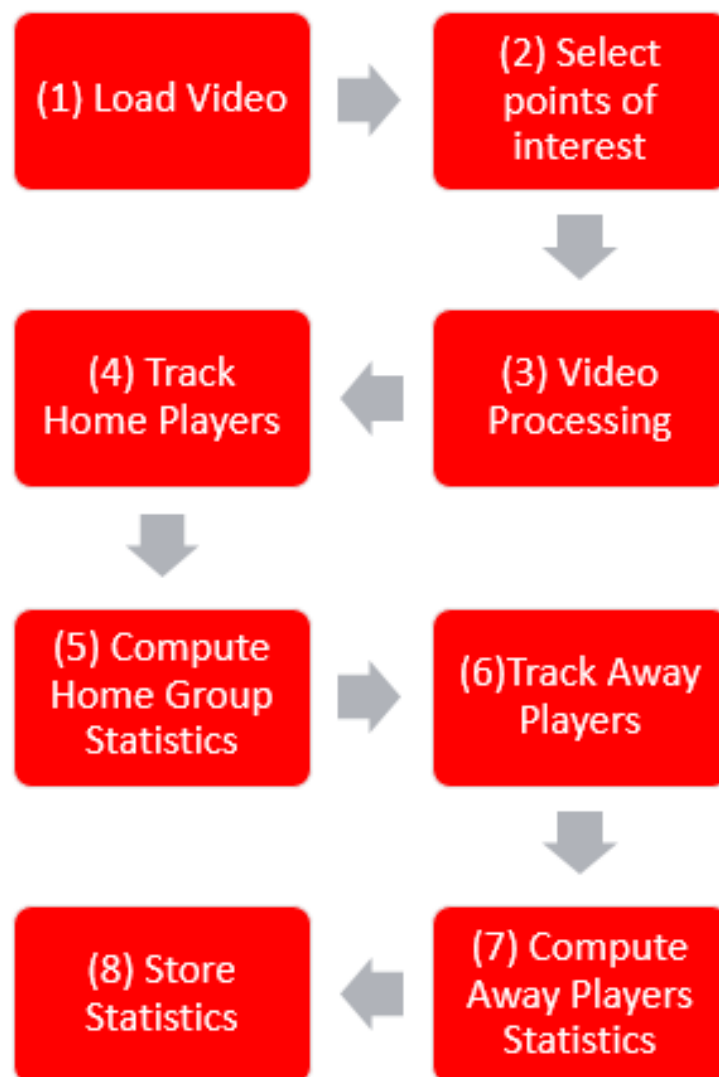 (1) Load Video
(2) Select
points of
interest
(3) Video
Processing
(4) Track
Home Players
(5) Compute
Home Group
Statistics
(6)Track Away
Players
(7) Compute
Away Players
Statistics
(8) Store
Statistics